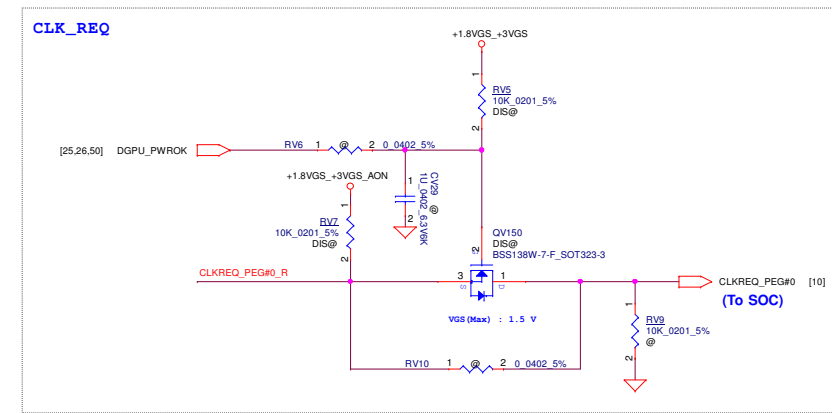 CLK_REQ
+1.8VGS_+3VGS
1
RV5
10K_0201_5%
DIS@
2
[25,26,50] DGPU_PWROK
RV6 1 @ 2 0_0402_5%
+1.8VGS_+3VGS_AON
1
CV29
1U_0402_6.3V6K
@
2
1
RV7
10K_0201_5%
DIS@
2
QV150
DIS@
BSS138W-7-F_SOT323-3
2
G
CLKREQ_PEG#0_R
3
S
1
D
CLKREQ_PEG#0 [10]
(To SOC)
VGS(Max) : 1.5 V
1
RV9
10K_0201_5%
@
2
RV10 1 @ 2 0_0402_5%